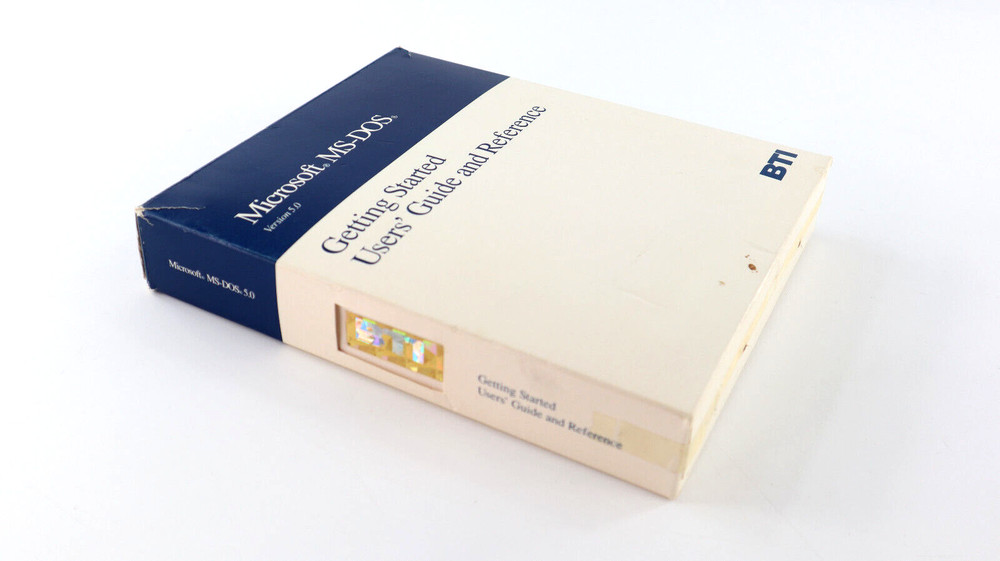 Microsoft® MS-DOS®
Version 5.0
Getting Started
Users' Guide and Reference
BTI
Microsoft® MS-DOS® 5.0
Getting Started
Users' Guide and Reference